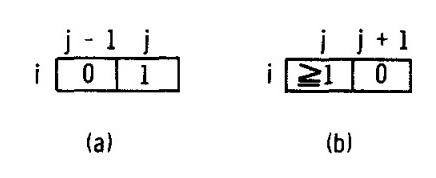 j - 1 j
i 0 1
(a)
j j + 1
i ≧1 0
(b)